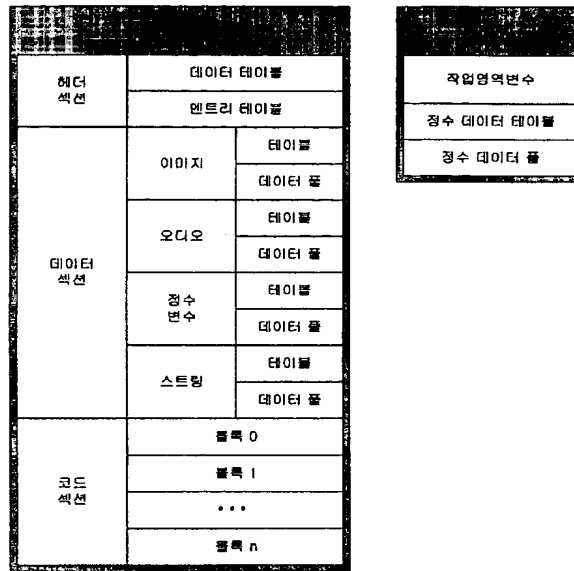 헤더
섹션
데이터 테이블
엔트리 테이블
데이터
섹션
이미지
테이블
데이터 풀
오디오
테이블
데이터 풀
정수
변수
테이블
데이터 풀
스트링
테이블
데이터 풀
코드
섹션
블록 0
블록 1
• • •
블록 n
작업영역변수
정수 데이터 테이블
정수 데이터 풀